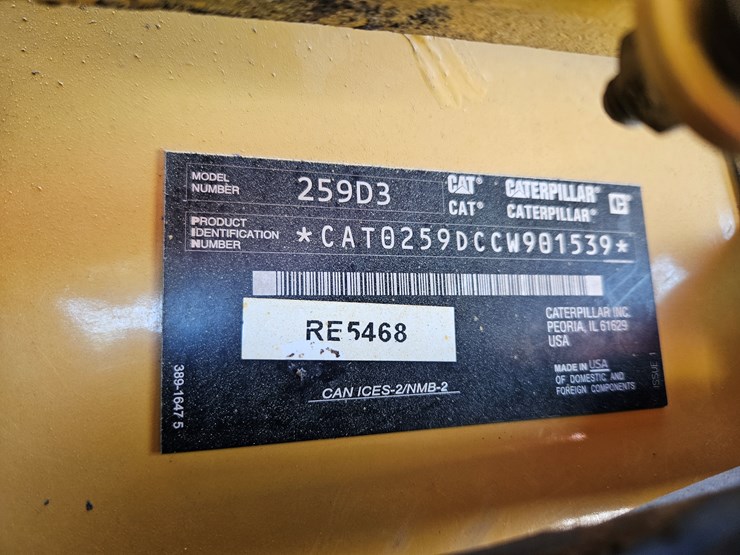 MODEL
NUMBER
259D3
CAT® CATERPILLAR® C
CAT® CATERPILLAR®
PRODUCT
IDENTIFICATION
NUMBER
*CAT0259DCCW901539*
RE5468
CATERPILLAR INC.
PEORIA, IL 61629
USA
MADE IN USA
OF DOMESTIC AND
FOREIGN COMPONENTS
CAN ICES-2/NMB-2
389-1647 5
ISSUE 1